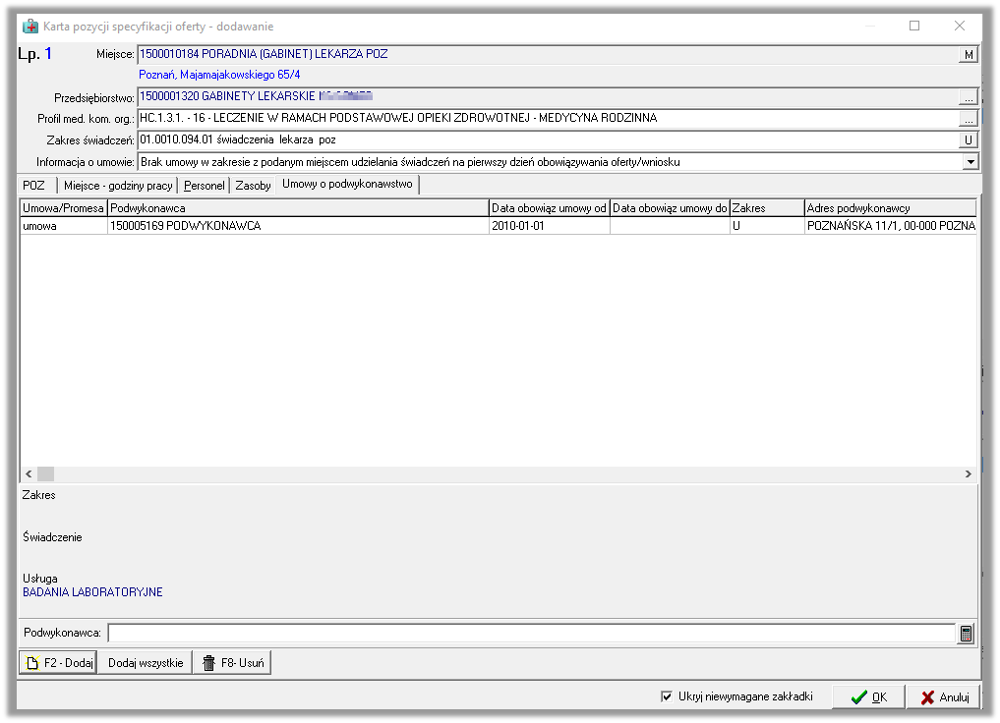 Karta pozycji specyfikacji oferty - dodawanie
Lp. 1 Miejsce: 1500010184 PORADNIA (GABINET) LEKARZA POZ M
Poznań, Majamajakowskiego 65/4
Przedsiębiorstwo: 1500001320 GABINETY LEKARSKIE ...
Profil med. kom. org.: HC.1.3.1. - 16 - LECZENIE W RAMACH PODSTAWOWEJ OPIEKI ZDROWOTNEJ - MEDYCYNA RODZINNA ...
Zakres świadczeń: 01.0010.094.01 świadczenia lekarza poz U
Informacja o umowie: Brak umowy w zakresie z podanym miejscem udzielania świadczeń na pierwszy dzień obowiązywania oferty/wniosku
POZ Miejsce - godziny pracy Personel Zasoby Umowy o podwykonawstwo
Umowa/Promesa Podwykonawca Data obowiąz umowy od Data obowiąz umowy do Zakres Adres podwykonawcy
umowa 150005169 PODWYKONAWCA 2010-01-01 U POZNAŃSKA 11/1, 00-000 POZNA
Zakres
Świadczenie
Usługa
BADANIA LABORATORYJNE
Podwykonawca:
F2 - Dodaj Dodaj wszystkie F8- Usuń
Ukryj niewymagane zakładki OK Anuluj